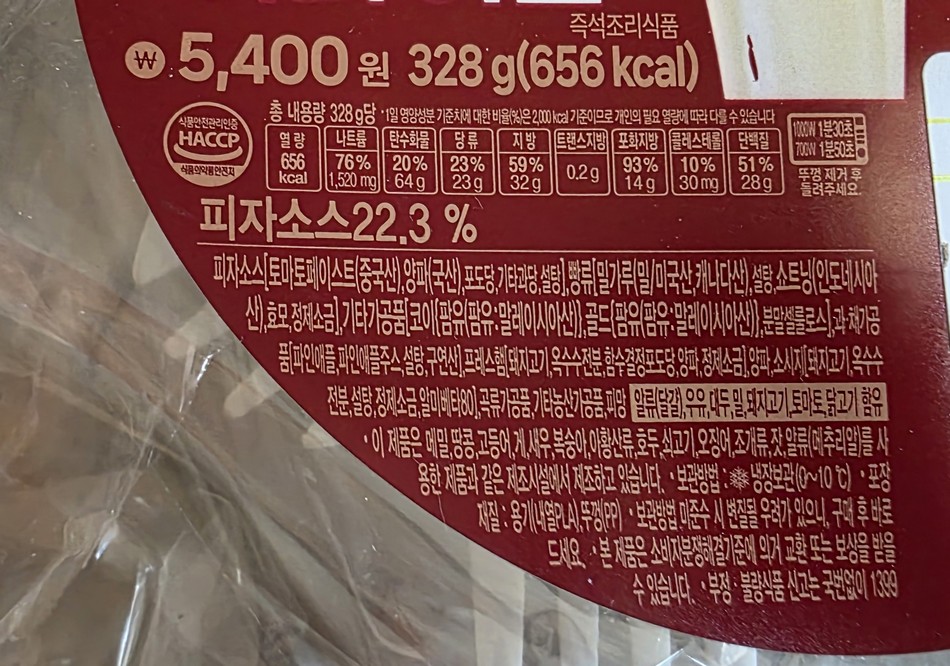 즉석조리식품
₩ 5,400 원 328 g(656 kcal)
총 내용량 328 g당 *1일 영양성분 기준치에 대한 비율(%)은 2,000 kcal 기준이므로 개인의 필요 열량에 따라 다를 수 있습니다
식품안전관리인증
HACCP
식품의약품안전처
열량 나트륨 탄수화물 당류 지방 트랜스지방 포화지방 콜레스테롤 단백질
656 kcal 76 % 20 % 23 % 59 % 0.2 g 93 % 10 % 51 %
1,520 mg 64 g 23 g 32 g 14 g 30 mg 28 g
1000W 1분30초
700W 1분50초
뚜껑 제거 후
돌려주세요.
피자소스22.3 %
피자소스[토마토페이스트(중국산),양파(국산),포도당,기타과당,설탕],빵류[밀가루(밀/미국산,캐나다산),설탕,쇼트닝(인도네시아
산),효모,정제소금],기타가공품[코이(팜유(팜유:말레이시아산)),골드(팜유(팜유:말레이시아산)),분말셀룰로스],과·채가공
품[파인애플,파인애플주스,설탕,구연산],프레스햄[돼지고기,옥수수전분,함수결정포도당,양파,정제소금],양파,소시지[돼지고기,옥수수
전분,설탕,정제소금,알미베타80],곡류가공품,기타농산가공품,피망 알류(달걀),우유,대두,밀,돼지고기,토마토,닭고기 함유
•이 제품은 메밀,땅콩,고등어,게,새우,복숭아,아황산류,호두,쇠고기,오징어,조개류,잣,알류(메추리알)를 사
용한 제품과 같은 제조시설에서 제조하고 있습니다. •보관방법 : 냉장보관(0~10 ℃) •포장
재질 : 용기(내열PLA),뚜껑(PP) •보관방법 미준수 시 변질될 우려가 있으니, 구매 후 바로
드세요. •본 제품은 소비자분쟁해결기준에 의거 교환 또는 보상을 받을
수 있습니다. •부정·불량식품 신고는 국번없이 1399